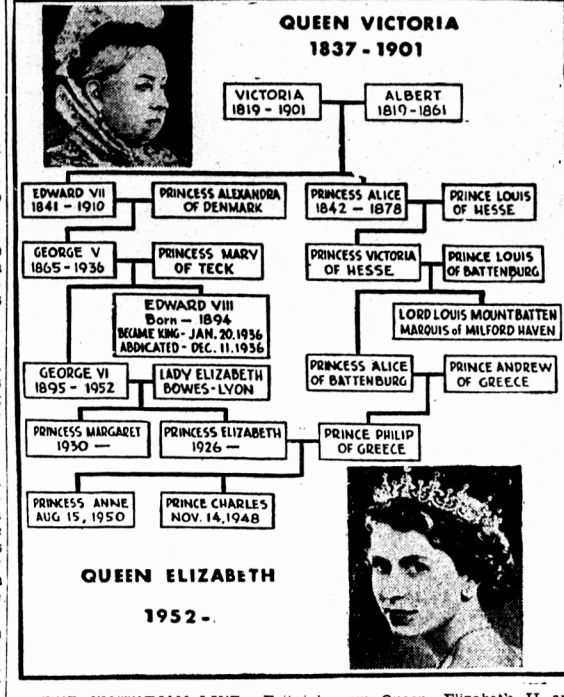 QUEEN VICTORIA
1837 - 1901
VICTORIA
1819 - 1901
ALBERT
1819-1861
EDWARD VII
1841 - 1910
PRINCESS ALEXANDRA
OF DENMARK
PRINCESS ALICE
1842 - 1878
PRINCE LOUIS
OF HESSE
GEORGE V
1865-1936
PRINCESS MARY
OF TECK
PRINCESS VICTORIA
OF HESSE
PRINCE LOUIS
OF BATTENBURG
EDWARD VIII
Born - 1894
BECAME KING- JAN. 20. 1936
ABDICATED - DEC. 11. 1936
LORD LOUIS MOUNTBATTEN
MARQUIS of MILFORD HAVEN
GEORGE VI
1895 - 1952
LADY ELIZABETH
BOWES-LYON
PRINCESS ALICE
OF BATTENBURG
PRINCE ANDREW
OF GREECE
PRINCESS MARGARET
1930 —
PRINCESS ELIZABETH
1926 —
PRINCE PHILIP
OF GREECE
PRINCESS ANNE
AUG 15, 1950
PRINCE CHARLES
NOV. 14, 1948
QUEEN ELIZABETH
1952 -
Queen Elizabeth II